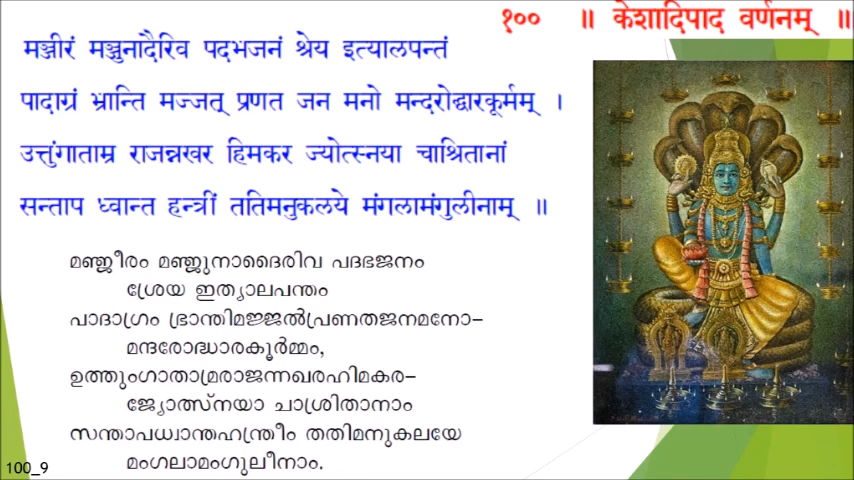 १०० ॥ केशादिपाद वर्णनम् ॥
मञ्जीरं मञ्जुनादैरिव पदभजनं श्रेय इत्यालपन्तं
पादाग्रं भ्रान्ति मज्जत् प्रणत जन मनो मन्दरोद्धारकूर्मम् ।
उत्तुंगाताम्र राजन्नखर हिमकर ज्योत्स्नया चाश्रितानां
सन्ताप ध्वान्त हन्त्रीं ततिमनुकलये मंगलामंगुलीनाम् ॥
മഞ്ജീരം മഞ്ജുനാദൈരിവ പദഭജനം
ശ്രേയ ഇത്യാലപന്തം
പാദാഗ്രം ഭ്രാന്തിമജ്ജൽപ്രണതജനമനോ–
മന്ദരോദ്ധാരകൂർമ്മം,
ഉത്തുംഗാതാമ്രരാജന്നഖരഹിമകര–
ജ്യോത്സ്നയാ ചാശ്രിതാനാം
സന്താപധ്വാന്തഹന്ത്രീം തതിമനുകലയേ
മംഗലാമംഗുലീനാം.
100_9